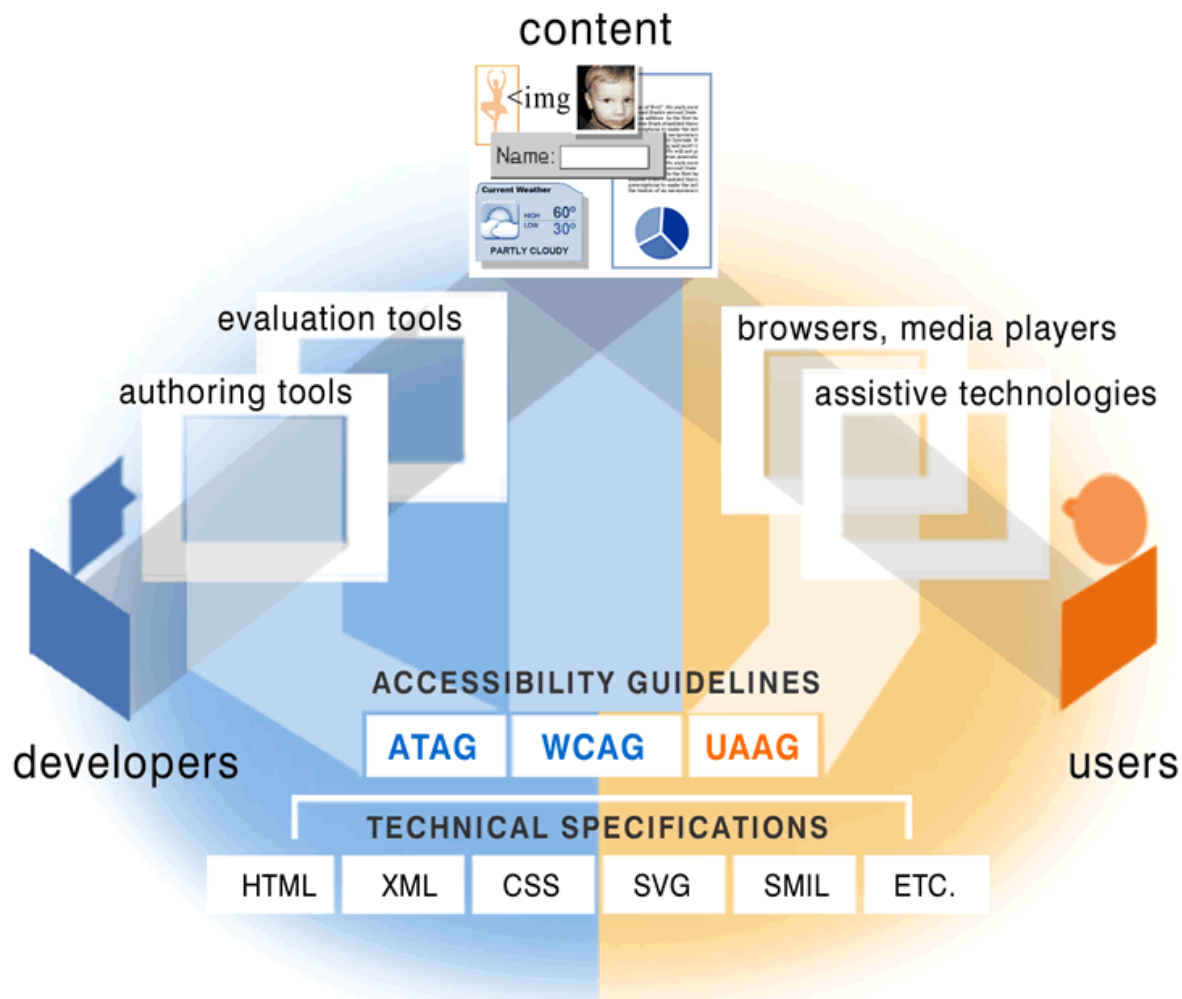 content
<img
Name:
Current Weather
HIGH 60°
LOW 30°
PARTLY CLOUDY
evaluation tools
authoring tools
browsers, media players
assistive technologies
developers
users
ACCESSIBILITY GUIDELINES
ATAG WCAG UAAG
TECHNICAL SPECIFICATIONS
HTML XML CSS SVG SMIL ETC.